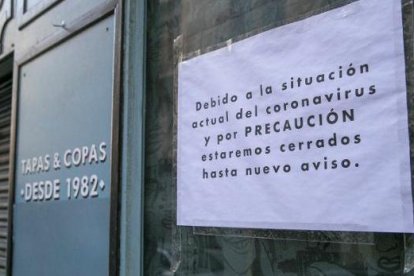 TAPAS & COPAS
·DESDE 1982·
Debido a la situación
actual del coronavirus
y por PRECAUCIÓN
estaremos cerrados
hasta nuevo aviso.